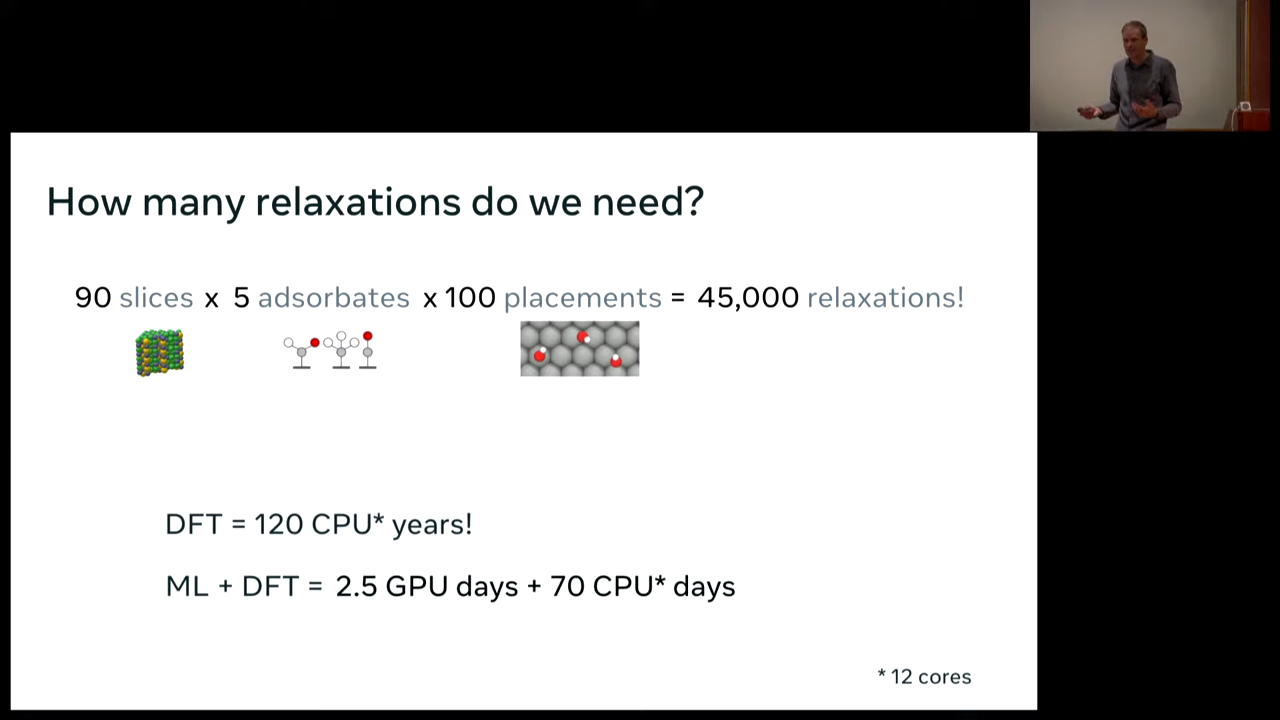 How many relaxations do we need?
90 slices x 5 adsorbates x 100 placements = 45,000 relaxations!
DFT = 120 CPU* years!
ML + DFT = 2.5 GPU days + 70 CPU* days
* 12 cores